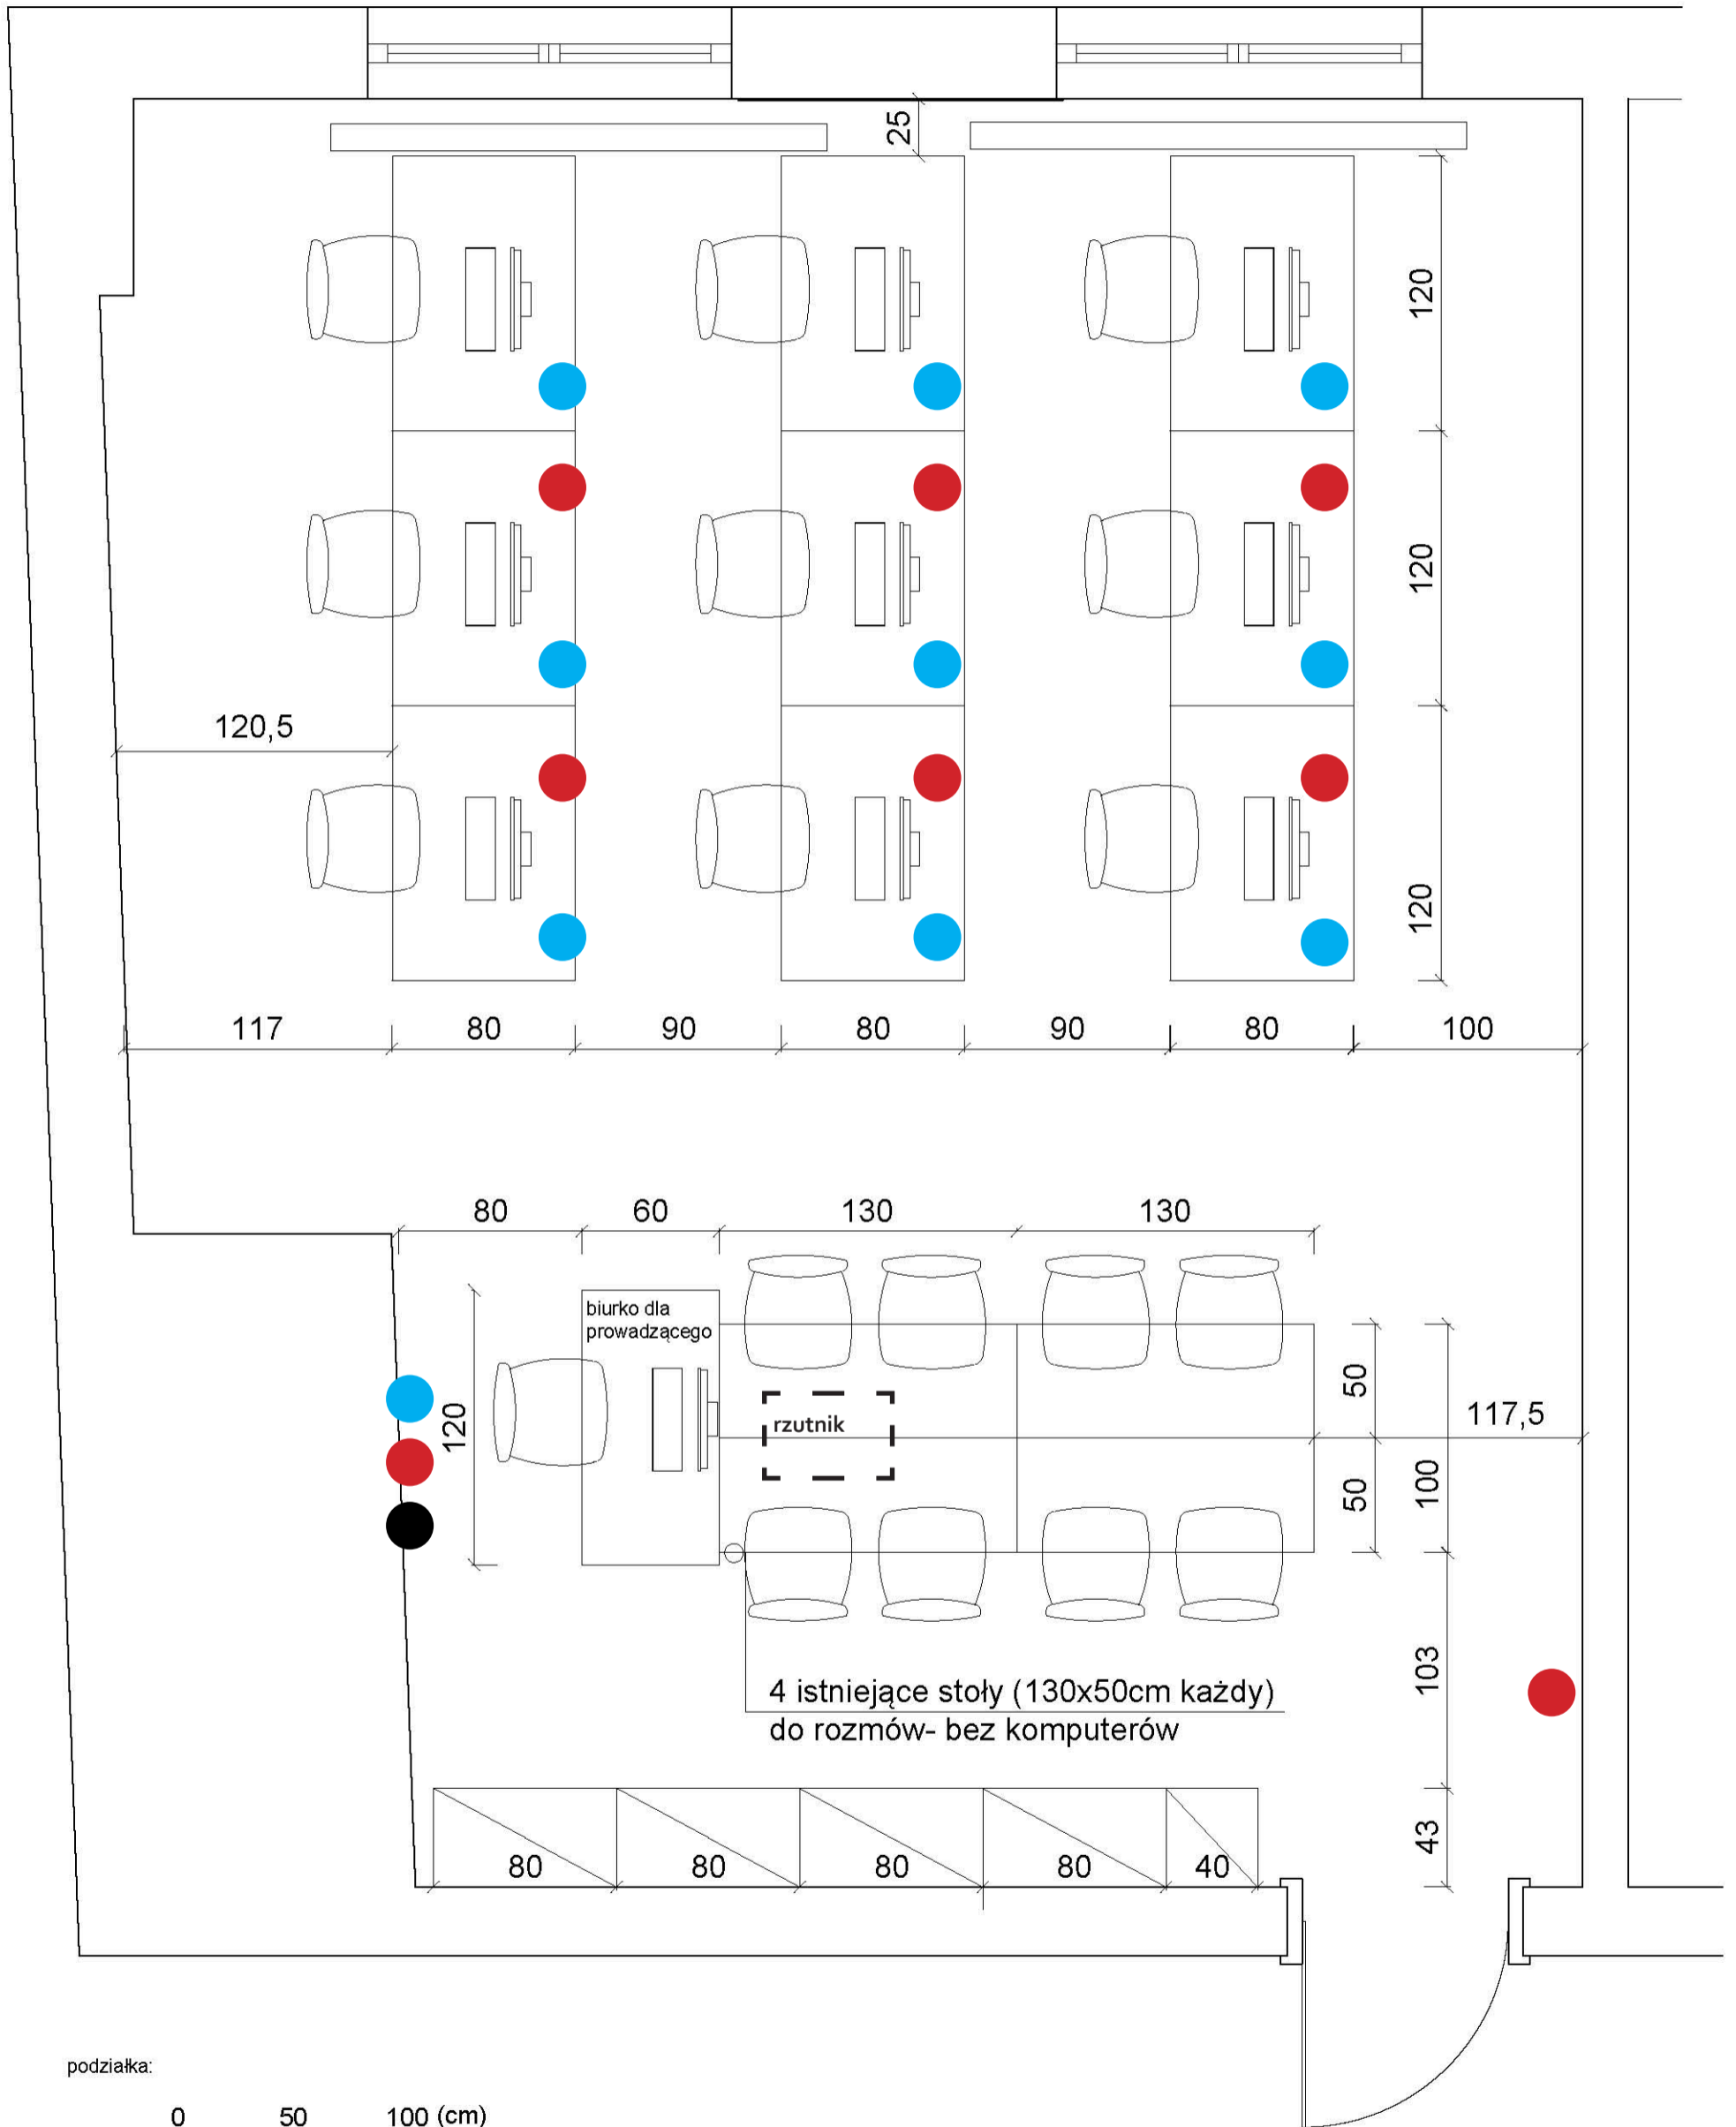 25
120
120
120,5
120
117 80 90 80 90 80 100
80 60 130 130
biurko dla
prowadzącego
120
rzutnik
50
117,5
50
100
4 istniejące stoły (130x50cm każdy)
do rozmów- bez komputerów
103
43
80 80 80 80 40
podziałka:
0 50 100 (cm)